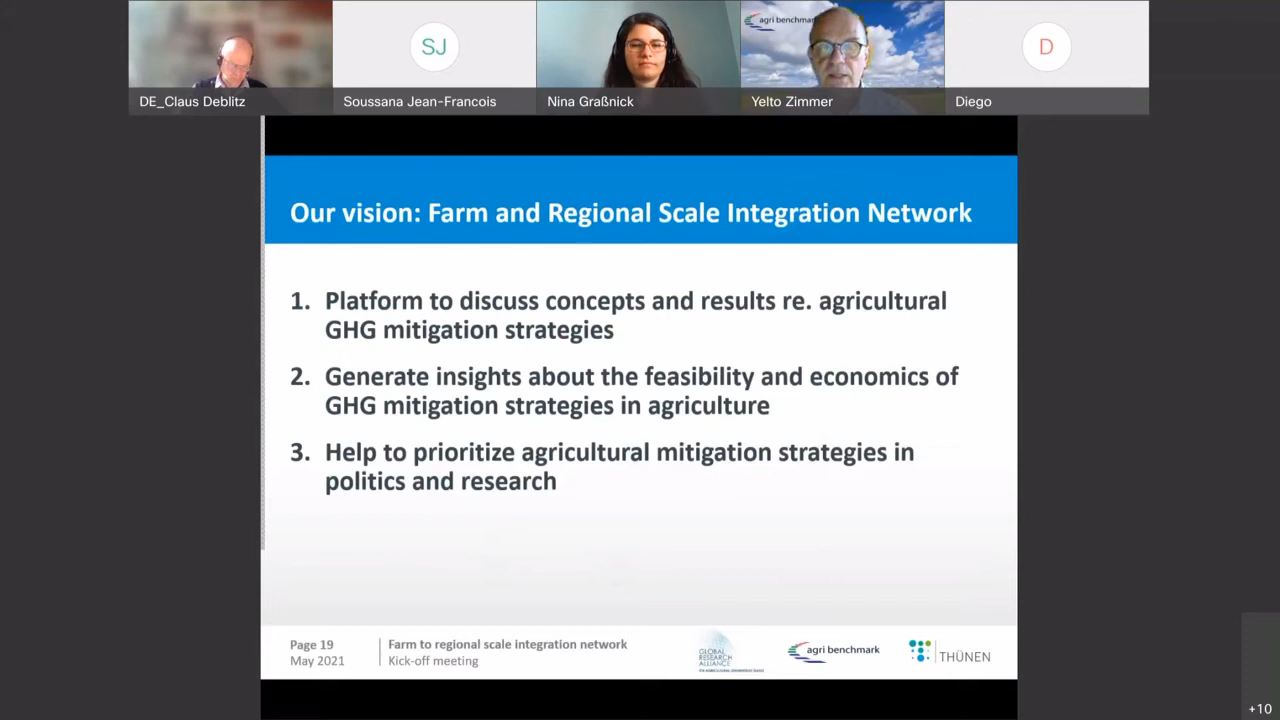 agri benchmark
SJ
D
DE_Claus Deblitz
Soussana Jean-Francois
Nina Graßnick
Yelto Zimmer
Diego
Our vision: Farm and Regional Scale Integration Network
1. Platform to discuss concepts and results re. agricultural
GHG mitigation strategies
2. Generate insights about the feasibility and economics of
GHG mitigation strategies in agriculture
3. Help to prioritize agricultural mitigation strategies in
politics and research
Page 19
May 2021
Farm to regional scale integration network
Kick-off meeting
GLOBAL
RESEARCH
ALLIANCE
agri benchmark
THÜNEN
+10